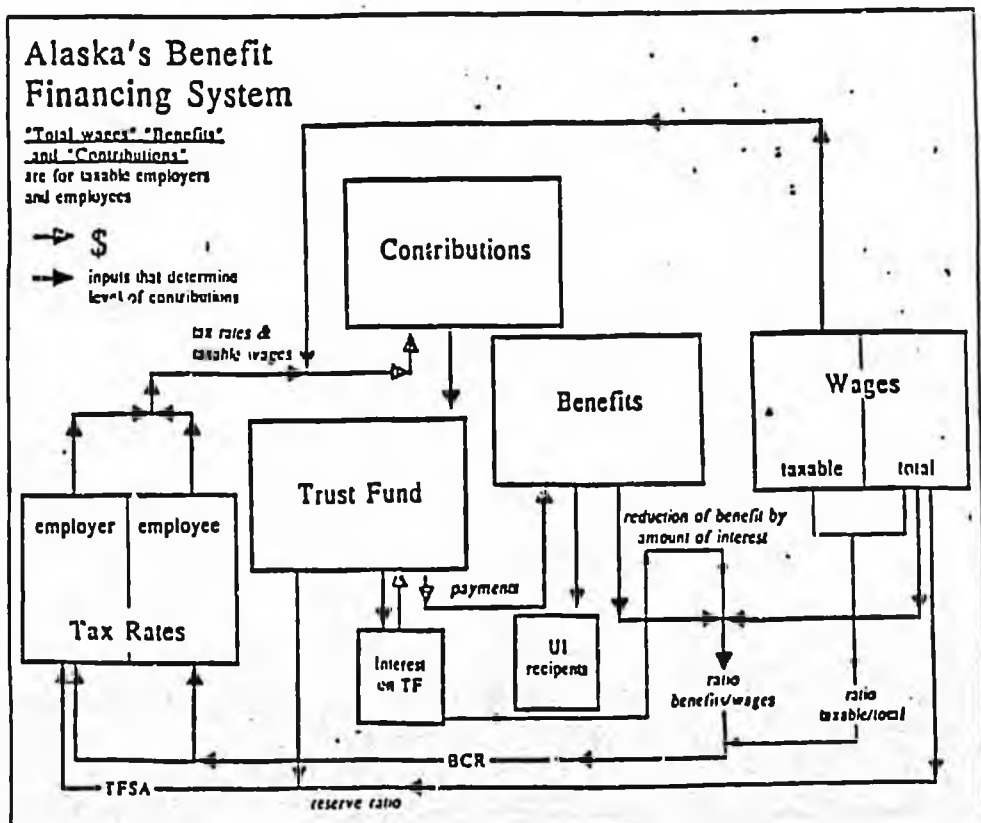 Alaska's Benefit
Financing System
"Total wages" "Benefits"
and "Contributions"
are for taxable employers
and employees
$
inputs that determine
level of contributions
tax rates &
taxable wages
Contributions
Benefits
Wages
taxable
total
Trust Fund
employer
employee
Tax Rates
reduction of benefit by
amount of interest
payments
Interest
on TF
UI
recipents
ratio
benefit/wages
ratio
taxable/total
BCR
TFSA
reserve ratio